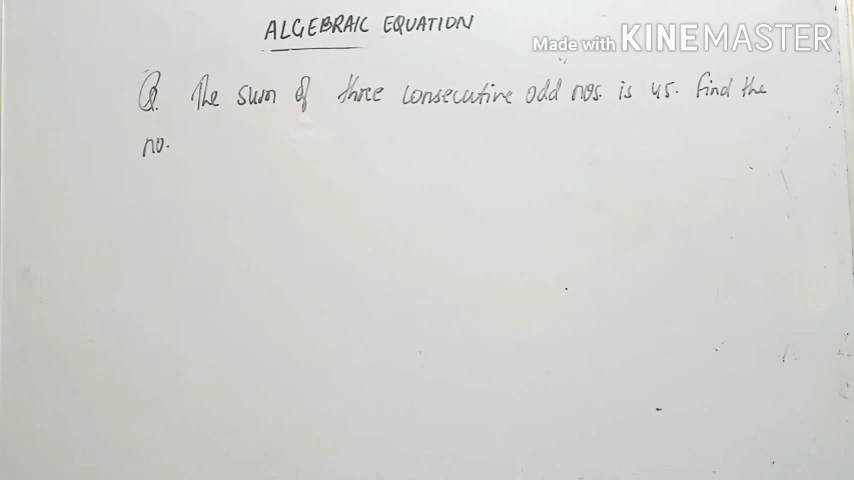 ALGEBRAIC EQUATION
Made with KINEMASTER
Q. The sum of three consecutive odd nos. is 45. find the
no.